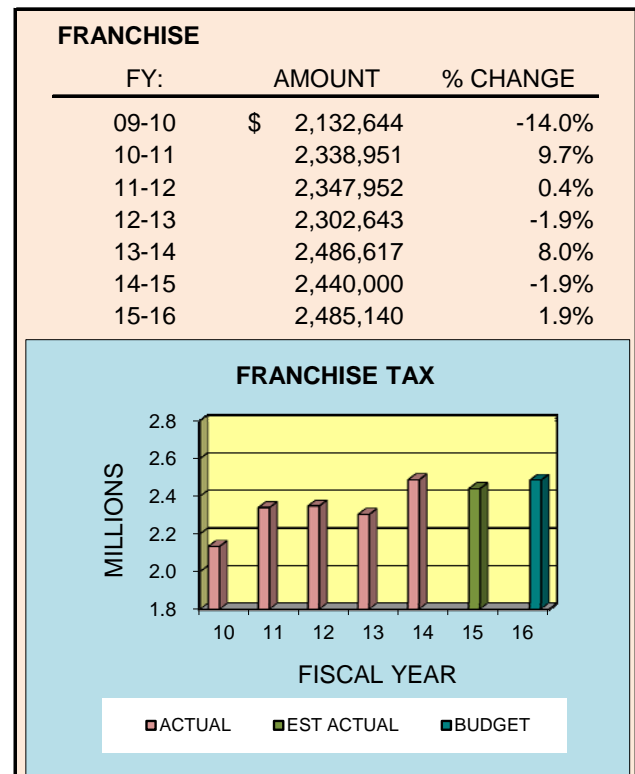 FRANCHISE
FY: AMOUNT % CHANGE
09-10 $ 2,132,644 -14.0%
10-11 2,338,951 9.7%
11-12 2,347,952 0.4%
12-13 2,302,643 -1.9%
13-14 2,486,617 8.0%
14-15 2,440,000 -1.9%
15-16 2,485,140 1.9%
FRANCHISE TAX
MILLIONS
2.8
2.6
2.4
2.2
2.0
1.8
10 11 12 13 14 15 16
FISCAL YEAR
ACTUAL EST ACTUAL BUDGET